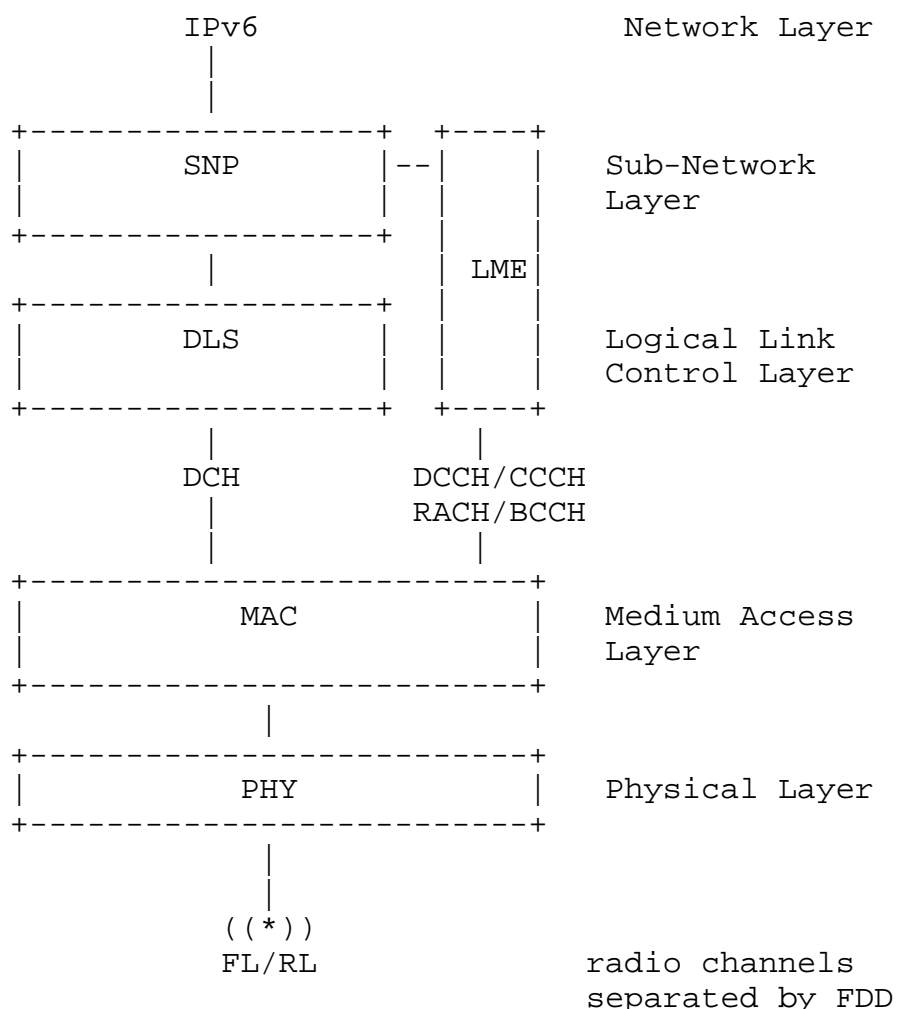 IPv6 Network Layer
SNP Sub-Network
Layer
LME
DLS Logical Link
Control Layer
DCH DCCH/CCCH
RACH/BCCH
MAC Medium Access
Layer
PHY Physical Layer
((*))
FL/RL radio channels
separated by FDD